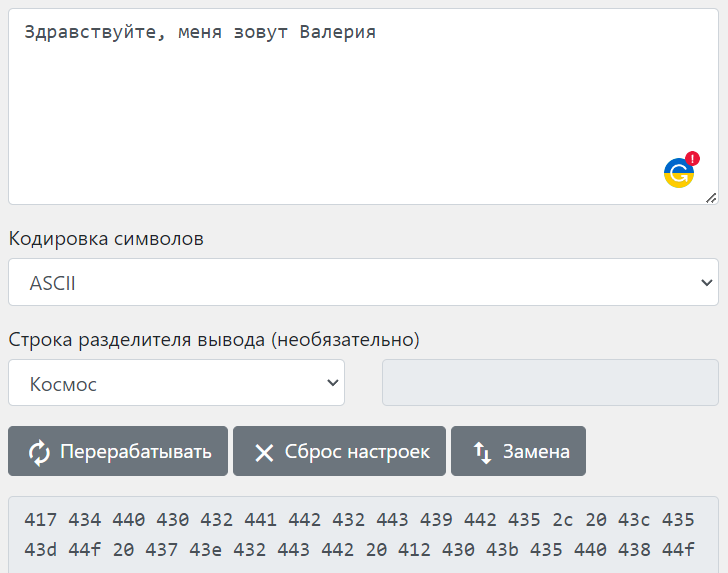 Здравствуйте, меня зовут Валерия
!
Кодировка символов
ASCII
Строка разделителя вывода (необязательно)
Космос
Перерабатывать
Сброс настроек
Замена
417 434 440 430 432 441 442 432 443 439 442 435 2c 20 43c 435
43d 44f 20 437 43e 432 443 442 20 412 430 43b 435 440 438 44f